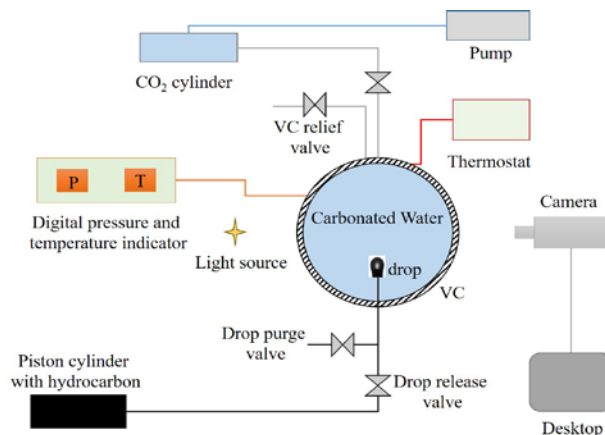 Pump
CO₂ cylinder
VC relief
valve
Thermostat
P
T
Digital pressure and
temperature indicator
Light source
Carbonated Water
drop
VC
Camera
Drop purge
valve
Piston cylinder
with hydrocarbon
Drop release
valve
Desktop